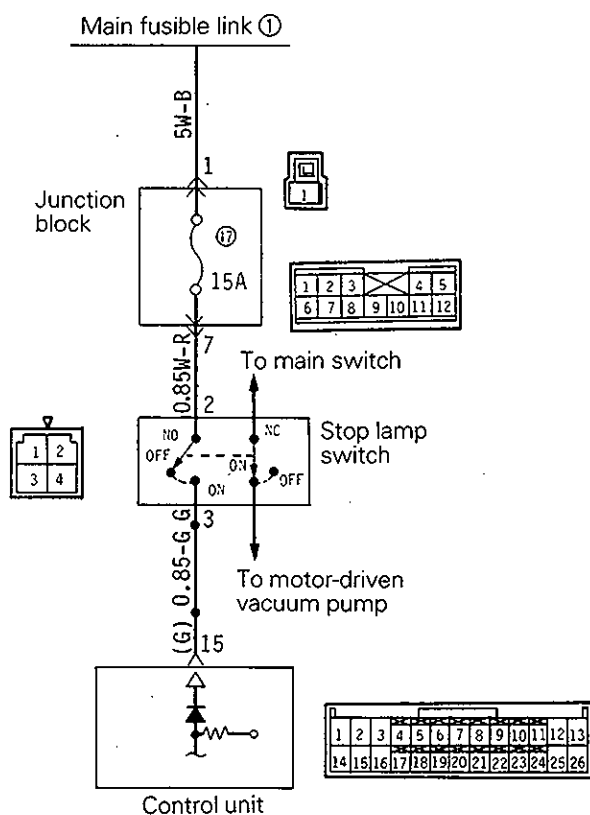 Main fusible link ①
5W-B
1
Junction
block
⑰
15A
1
1 2 3 4 5
6 7 8 9 10 11 12
7
0.85W-R
To main switch
2
NO
NC
OFF
ON
ON
OFF
Stop lamp
switch
1 2
3 4
3
0.85-G G
To motor-driven
vacuum pump
(G)
15
1 2 3 4 5 6 7 8 9 10 11 12 13
14 15 16 17 18 19 20 21 22 23 24 25 26
Control unit